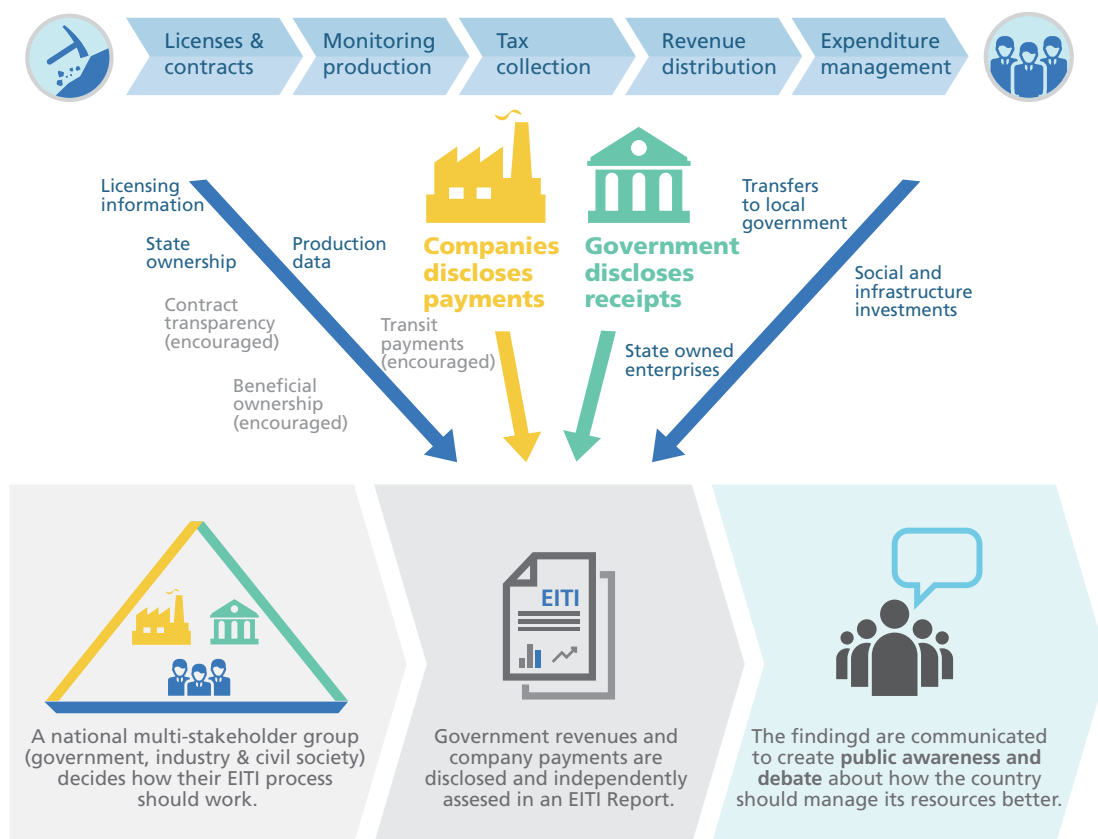 Licenses &
contracts
Monitoring
production
Tax
collection
Revenue
distribution
Expenditure
management
Licensing
information
State
ownership
Production
data
Contract
transparency
(encouraged)
Beneficial
ownership
(encouraged)
Transit
payments
(encouraged)
Companies
discloses
payments
Government
discloses
receipts
State owned
enterprises
Transfers
to local
government
Social and
infrastructure
investments
EITI
A national multi-stakeholder group
(government, industry & civil society)
decides how their EITI process
should work.
Government revenues and
company payments are
disclosed and independently
assesed in an EITI Report.
The findingd are communicated
to create public awareness and
debate about how the country
should manage its resources better.